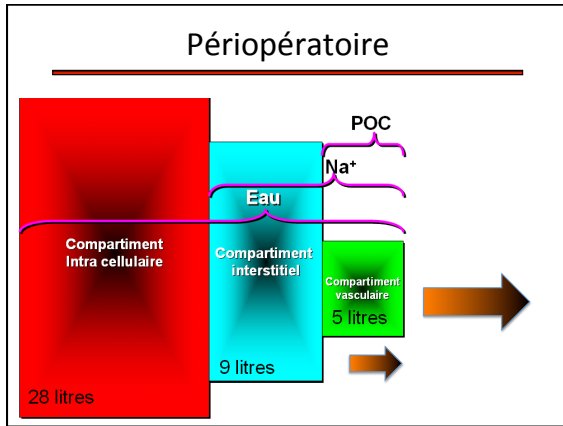 Périopératoire
POC
Na+
Eau
Compartiment
Intra cellulaire
Compartiment
interstitiel
Compartiment
vasculaire
5 litres
9 litres
28 litres